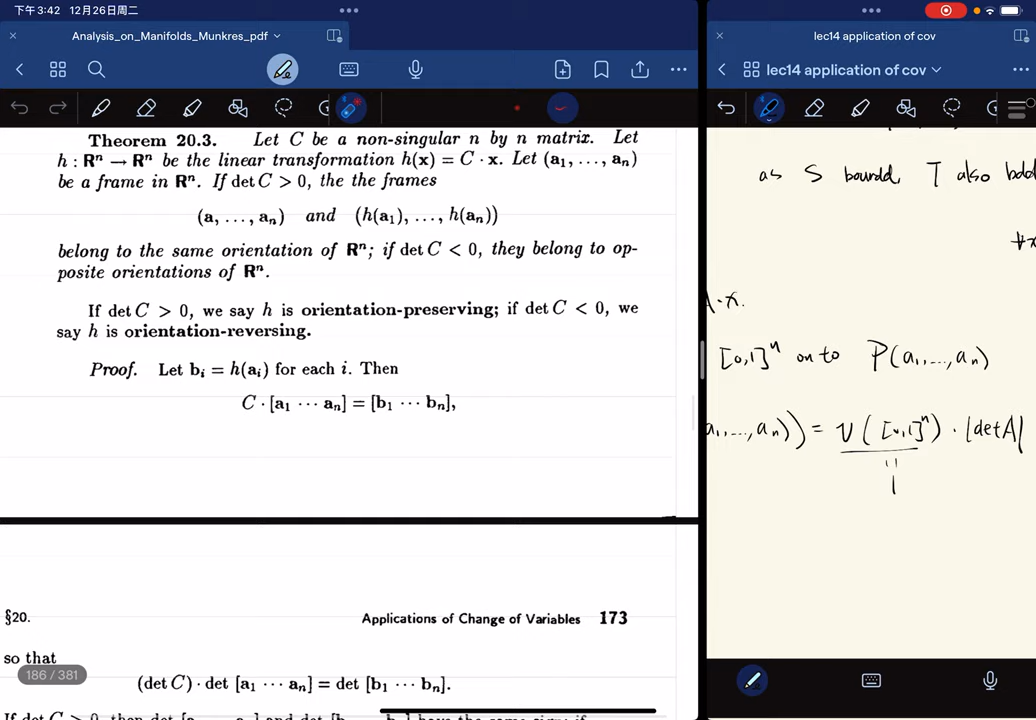 下午3:42 12月26日周二
Analysis_on_Manifolds_Munkres_pdf
Theorem 20.3. Let C be a non-singular n by n matrix. Let
h : Rⁿ → Rⁿ be the linear transformation h(x) = C · x. Let (a₁, . . . , aₙ)
be a frame in Rⁿ. If det C > 0, the the frames
(a, . . . , aₙ) and (h(a₁), . . . , h(aₙ))
belong to the same orientation of Rⁿ; if det C < 0, they belong to op-
posite orientations of Rⁿ.
If det C > 0, we say h is orientation-preserving; if det C < 0, we
say h is orientation-reversing.
Proof. Let bᵢ = h(aᵢ) for each i. Then
C · [a₁ ··· aₙ] = [b₁ ··· bₙ],
§20.
Applications of Change of Variables 173
so that
186 / 381
(det C) · det [a₁ ··· aₙ] = det [b₁ ··· bₙ].
lec14 application of cov
lec14 application of cov
as S bounded, T also bdd
∀x
·x.
[0,1]ⁿ on to P(a₁,...,aₙ)
a₁,...,aₙ)) = v([0,1]ⁿ) · |det A|
||
1